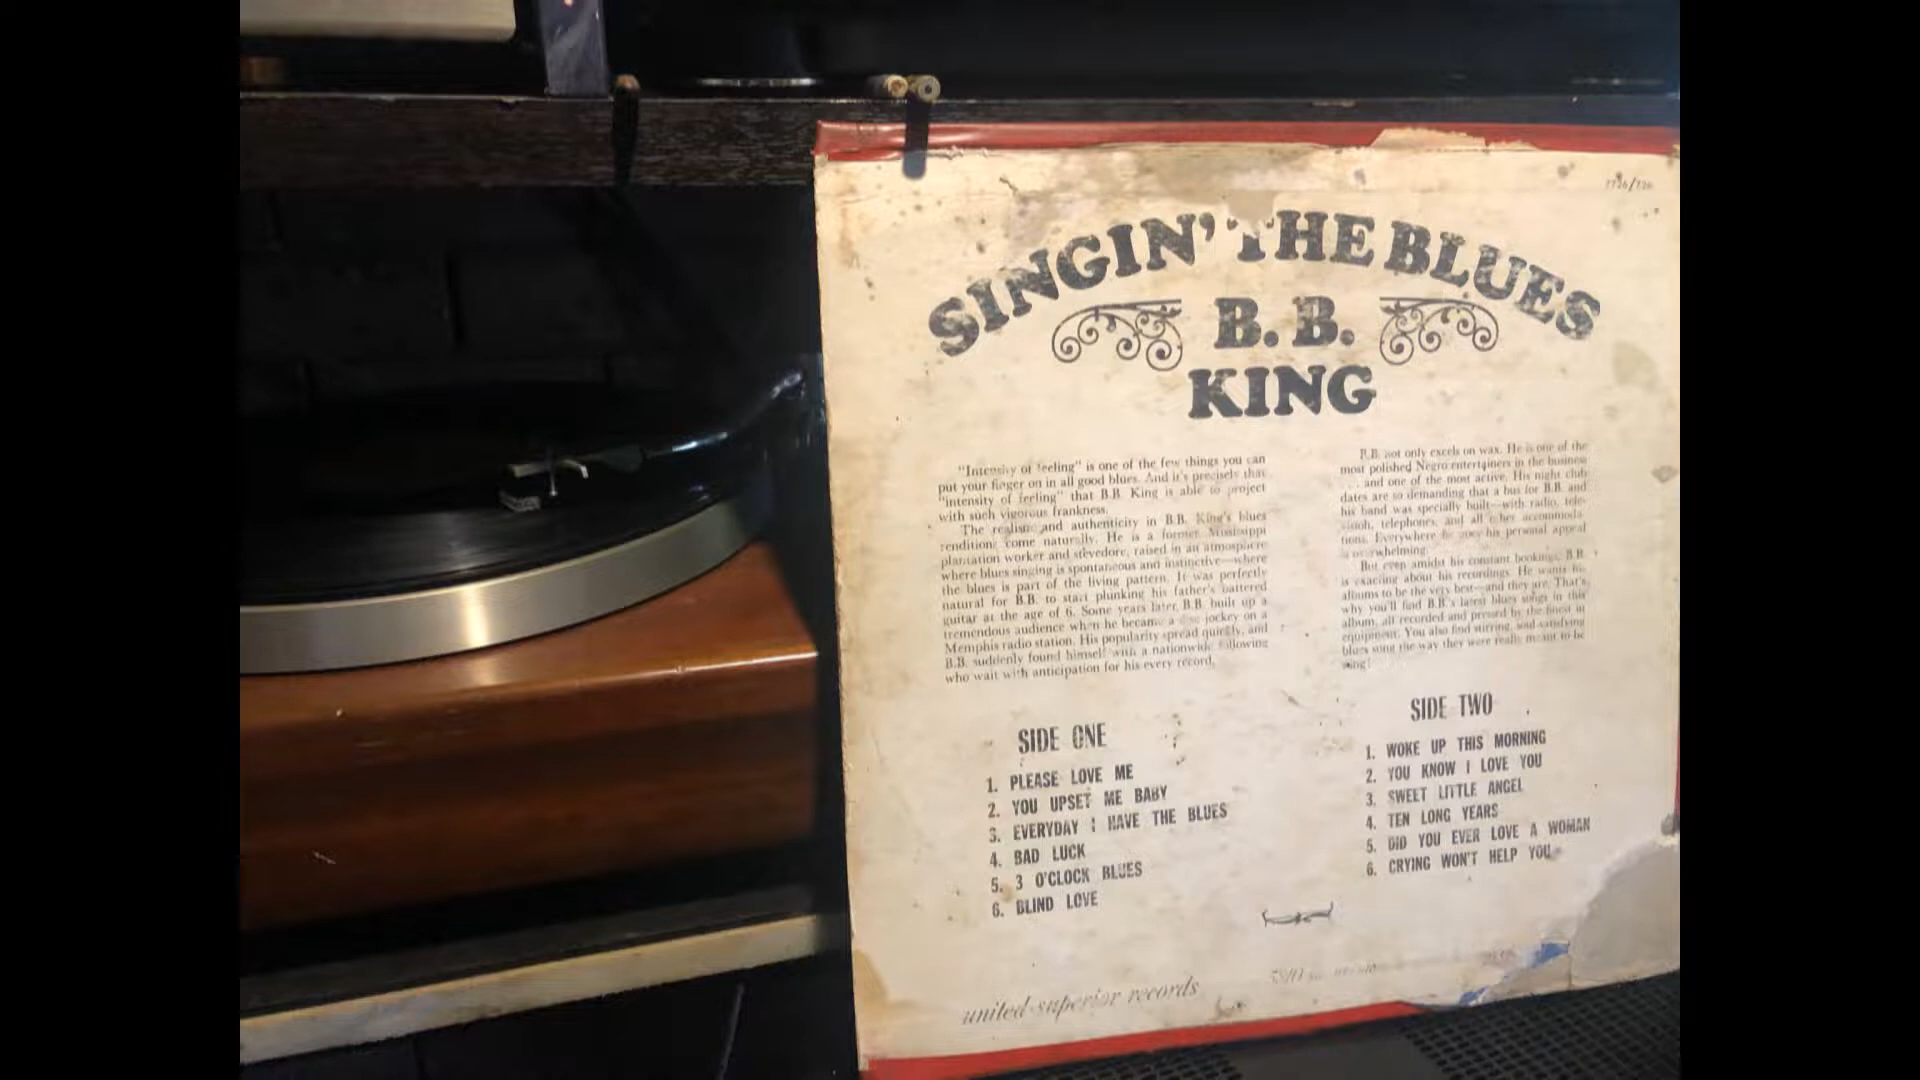 7726/726
SINGIN' THE BLUES
B. B.
KING
"Intensity of feeling" is one of the few things you can
put your finger on in all good blues. And it's precisely that
"intensity of feeling" that B.B. King is able to project
with such vigorous frankness.
The realism and authenticity in B.B. King's blues
renditions come naturally. He is a former Mississippi
plantation worker and stevedore, raised in an atmosphere
where blues singing is spontaneous and instinctive—where
the blues is part of the living pattern. It was perfectly
natural for B.B. to start plunking his father's battered
guitar at the age of 6. Some years later, B.B. built up a
tremendous audience when he became a disc jockey on a
Memphis radio station. His popularity spread quickly, and
B.B. suddenly found himself with a nationwide following
who wait with anticipation for his every record.
B.B. not only excels on wax. He is one of the
most polished Negro entertainers in the business
. . . and one of the most active. His night club
dates are so demanding that a bus for B.B. and
his band was specially built—with radio, tele-
vision, telephones, and all other accommoda-
tions. Everywhere he goes his personal appeal
is overwhelming.
But even amidst his constant bookings, B.B.
is exacting about his recordings. He wants his
albums to be the very best—and they are. That's
why you'll find B.B.'s latest blues songs in this
album, all recorded and pressed by the finest in
equipment. You also find stirring, soul-satisfying
blues sung the way they were really meant to be
sung!
SIDE ONE
1. PLEASE LOVE ME
2. YOU UPSET ME BABY
3. EVERYDAY I HAVE THE BLUES
4. BAD LUCK
5. 3 O'CLOCK BLUES
6. BLIND LOVE
SIDE TWO
1. WOKE UP THIS MORNING
2. YOU KNOW I LOVE YOU
3. SWEET LITTLE ANGEL
4. TEN LONG YEARS
5. DID YOU EVER LOVE A WOMAN
6. CRYING WON'T HELP YOU
united-superior records